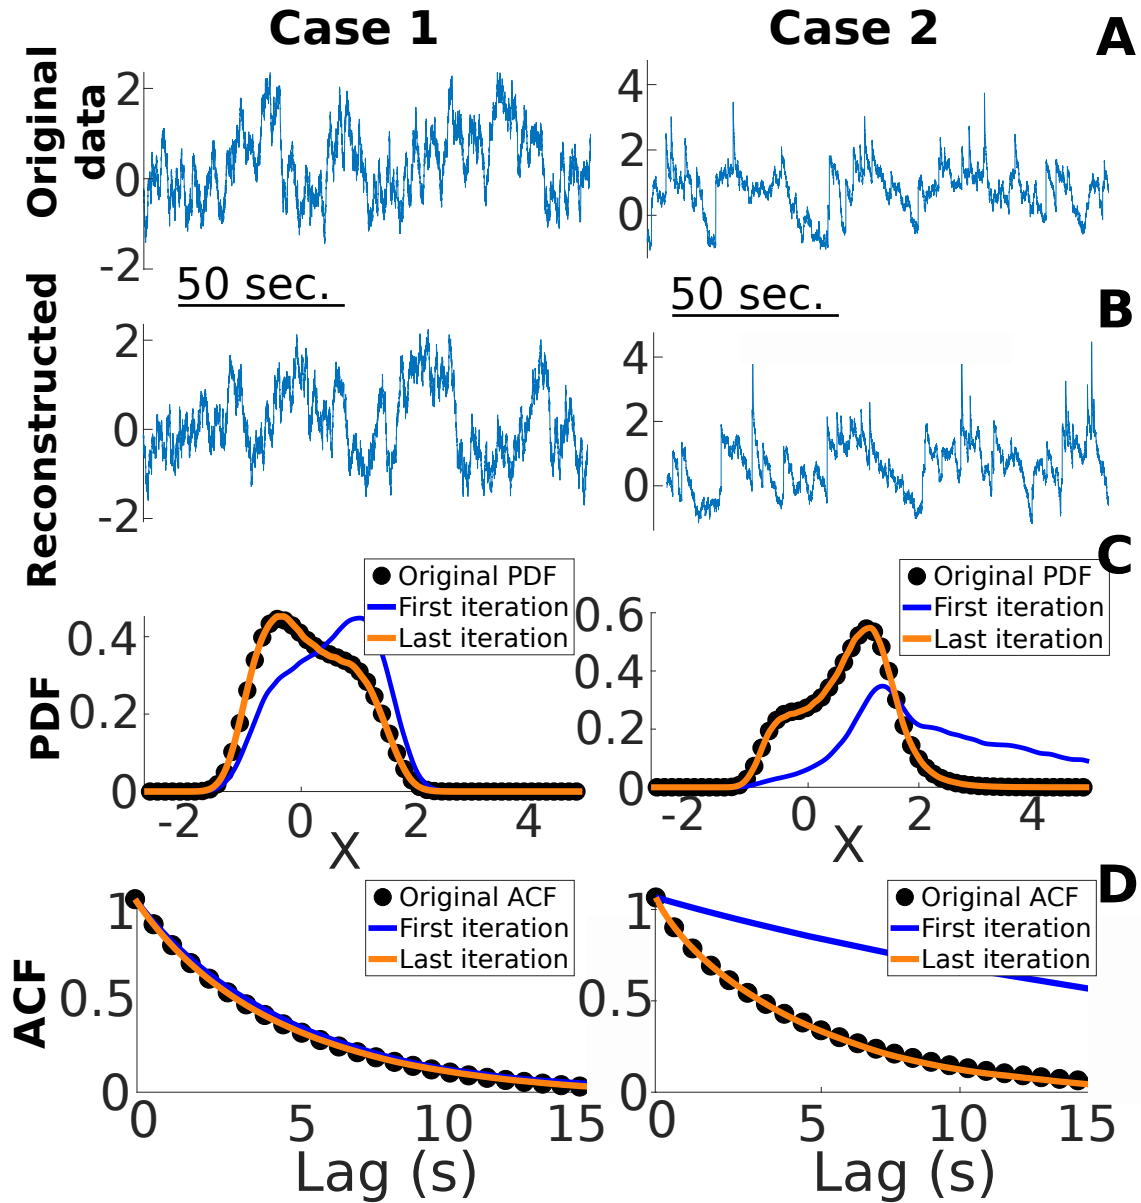 Case 1
Case 2
A
Original
data
2
0
-2
4
2
0
50 sec.
50 sec.
B
Reconstructed
2
0
-2
4
2
0
C
Original PDF
First iteration
Last iteration
Original PDF
First iteration
Last iteration
PDF
0.4
0.2
0
0.6
0.4
0.2
0
-2
0
2
4
X
-2
0
2
4
X
D
Original ACF
First iteration
Last iteration
Original ACF
First iteration
Last iteration
ACF
1
0.5
0
1
0.5
0
0
5
10
15
Lag (s)
0
5
10
15
Lag (s)